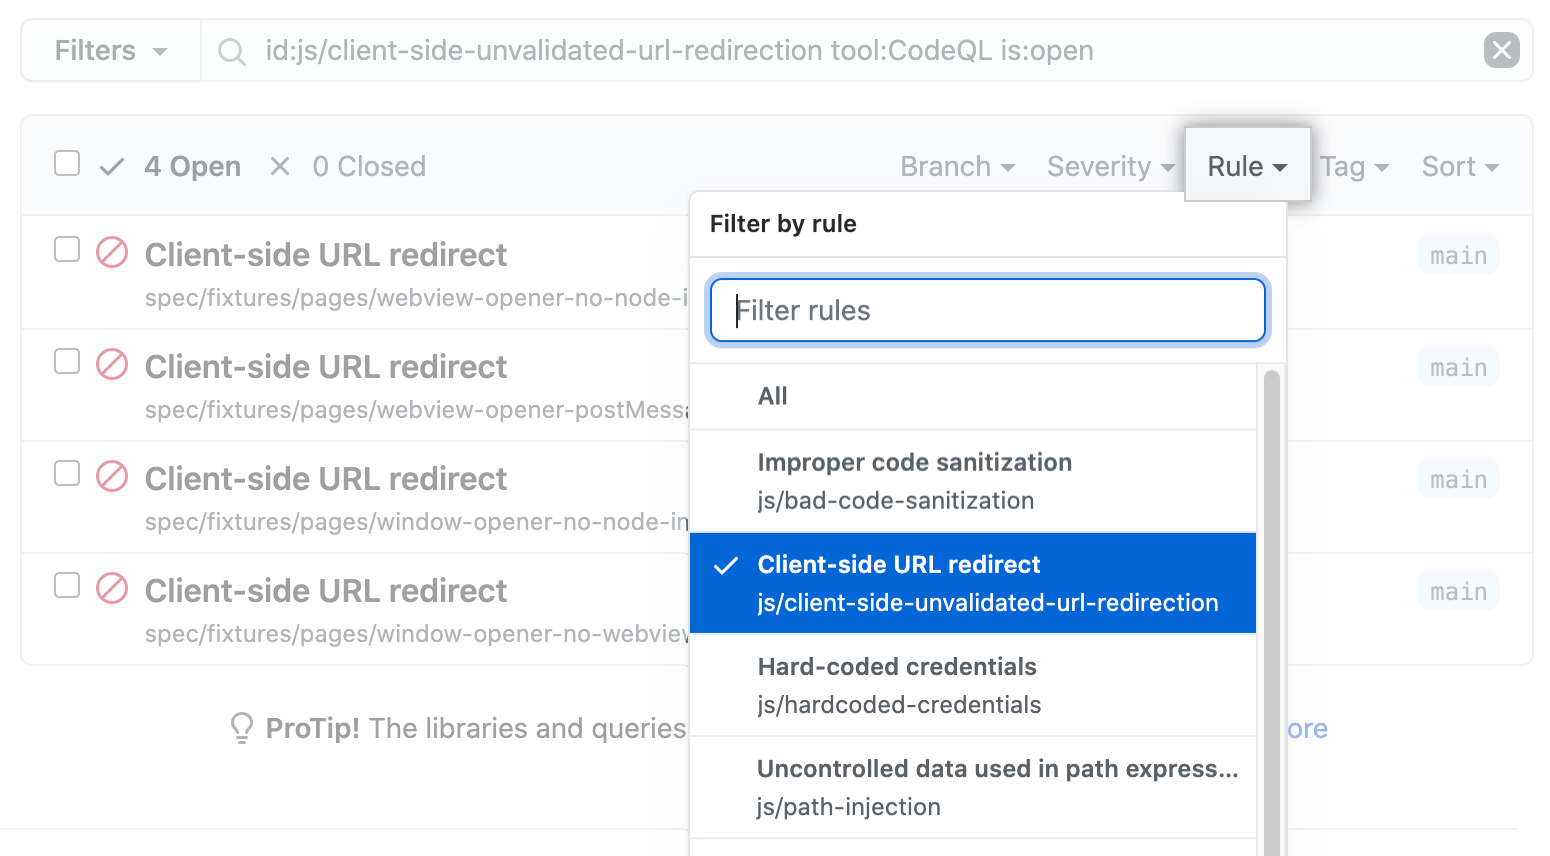 Filters
id:js/client-side-unvalidated-url-redirection tool:CodeQL is:open
4 Open 0 Closed Branch Severity Rule Tag Sort
Filter by rule
Filter rules
All
Improper code sanitization
js/bad-code-sanitization
Client-side URL redirect
js/client-side-unvalidated-url-redirection
Hard-coded credentials
js/hardcoded-credentials
Uncontrolled data used in path express...
js/path-injection
Client-side URL redirect main
spec/fixtures/pages/webview-opener-no-node-i
Client-side URL redirect main
spec/fixtures/pages/webview-opener-postMessa
Client-side URL redirect main
spec/fixtures/pages/window-opener-no-node-in
Client-side URL redirect main
spec/fixtures/pages/window-opener-no-webview
ProTip! The libraries and queries ore